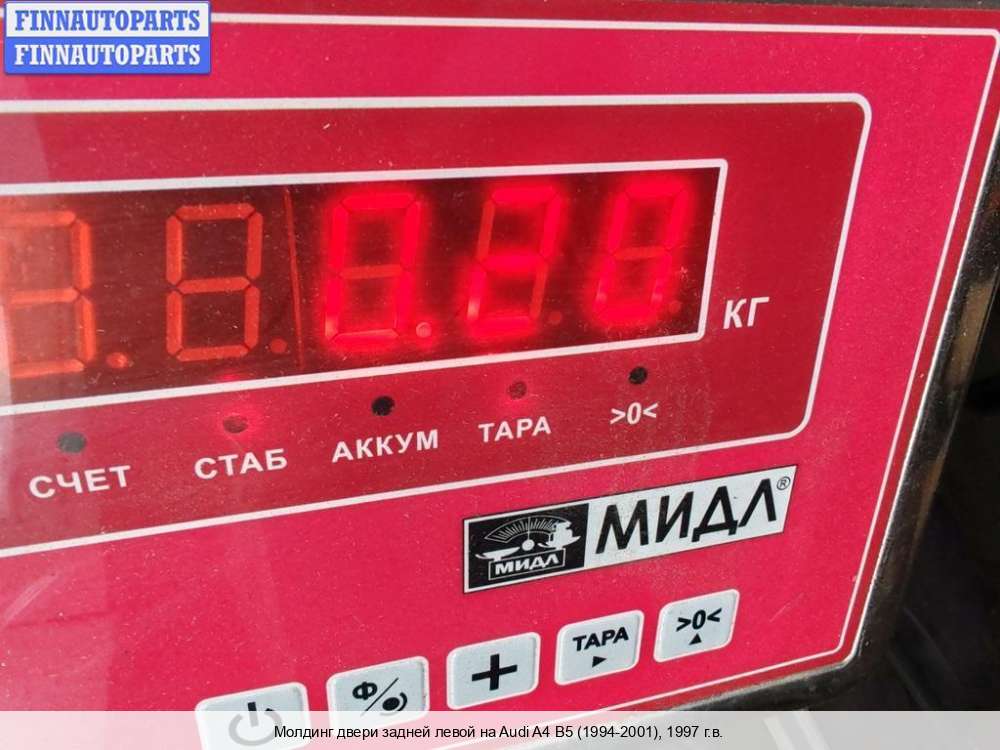 FINNAUTOPARTS
FINNAUTOPARTS
0.20
КГ
СЧЕТ СТАБ АККУМ ТАРА >0<
МИДЛ МИДЛ®
Ф ТАРА >0<
Молдинг двери задней левой на Audi A4 B5 (1994-2001), 1997 г.в.